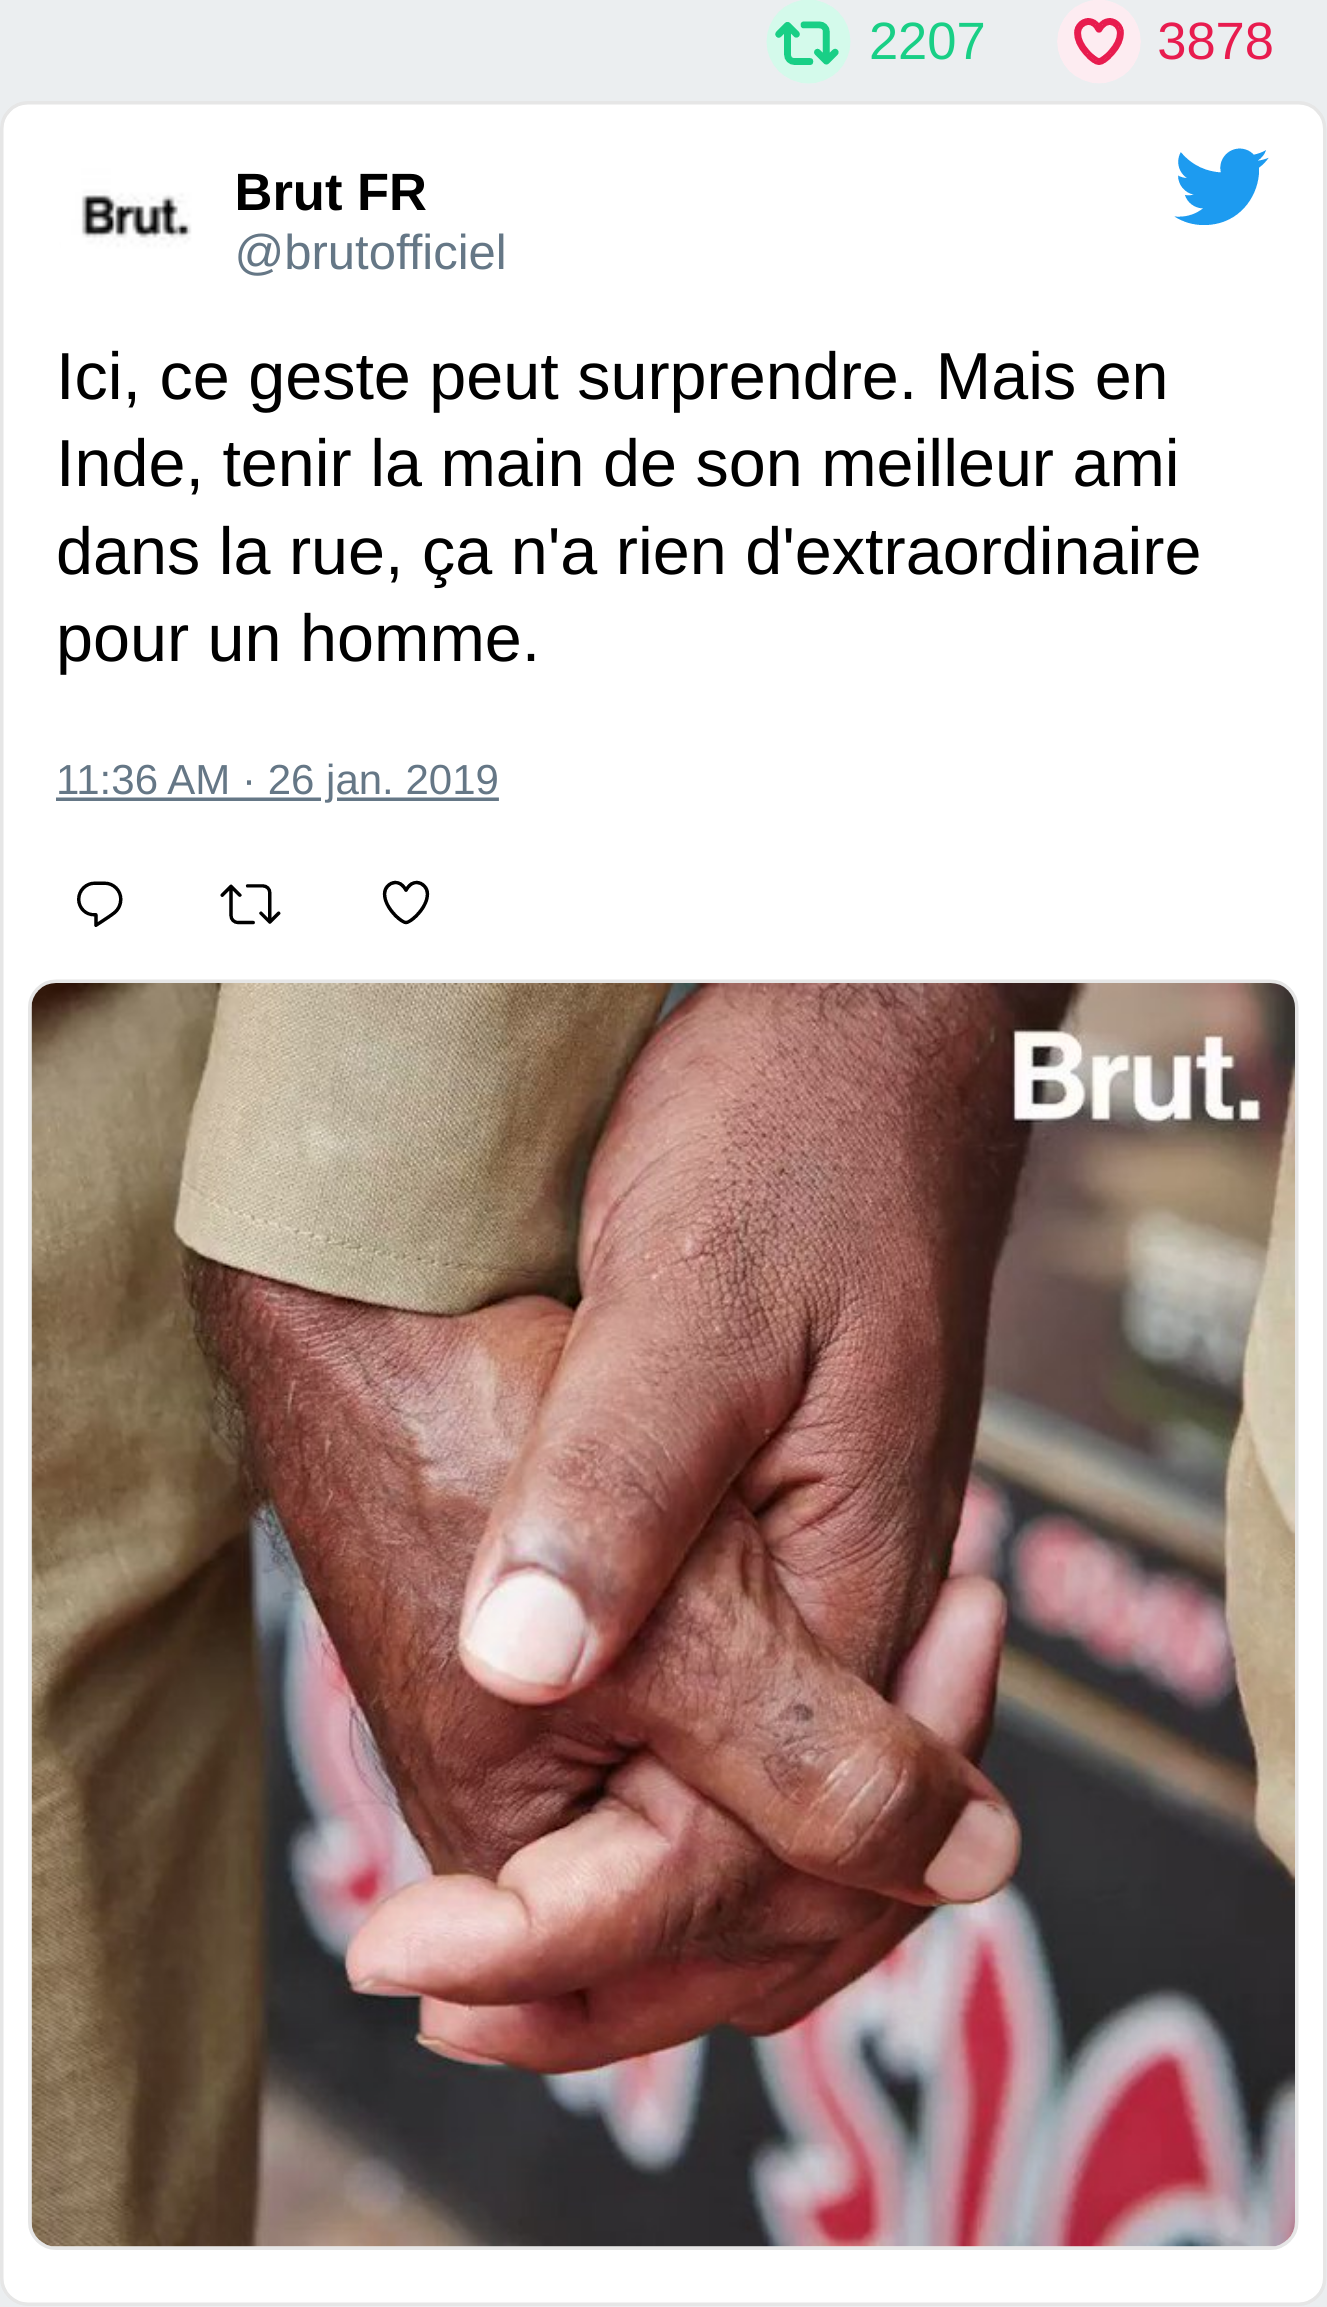 2207 3878
Brut.
Brut FR
@brutofficiel
Ici, ce geste peut surprendre. Mais en
Inde, tenir la main de son meilleur ami
dans la rue, ça n'a rien d'extraordinaire
pour un homme.
11:36 AM · 26 jan. 2019
Brut.